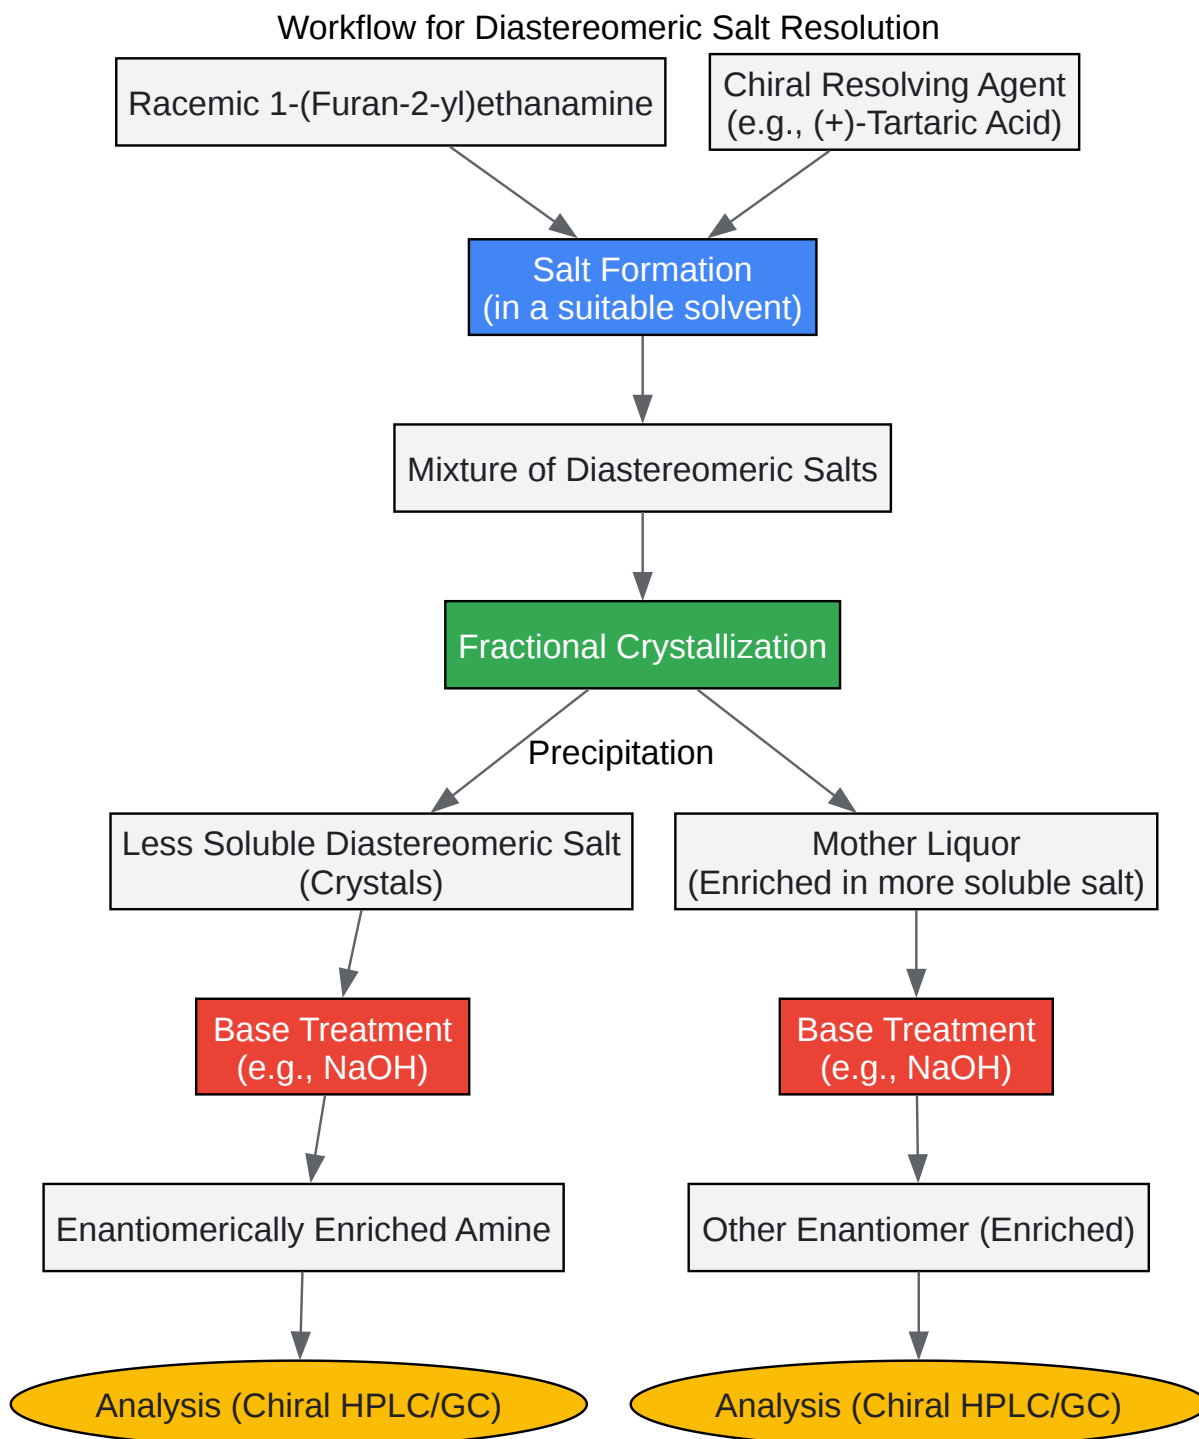 Workflow for Diastereomeric Salt Resolution
Racemic 1-(Furan-2-yl)ethanamine
Chiral Resolving Agent
(e.g., (+)-Tartaric Acid)
Salt Formation
(in a suitable solvent)
Mixture of Diastereomeric Salts
Fractional Crystallization
Precipitation
Less Soluble Diastereomeric Salt
(Crystals)
Mother Liquor
(Enriched in more soluble salt)
Base Treatment
(e.g., NaOH)
Base Treatment
(e.g., NaOH)
Enantiomerically Enriched Amine
Other Enantiomer (Enriched)
Analysis (Chiral HPLC/GC)
Analysis (Chiral HPLC/GC)